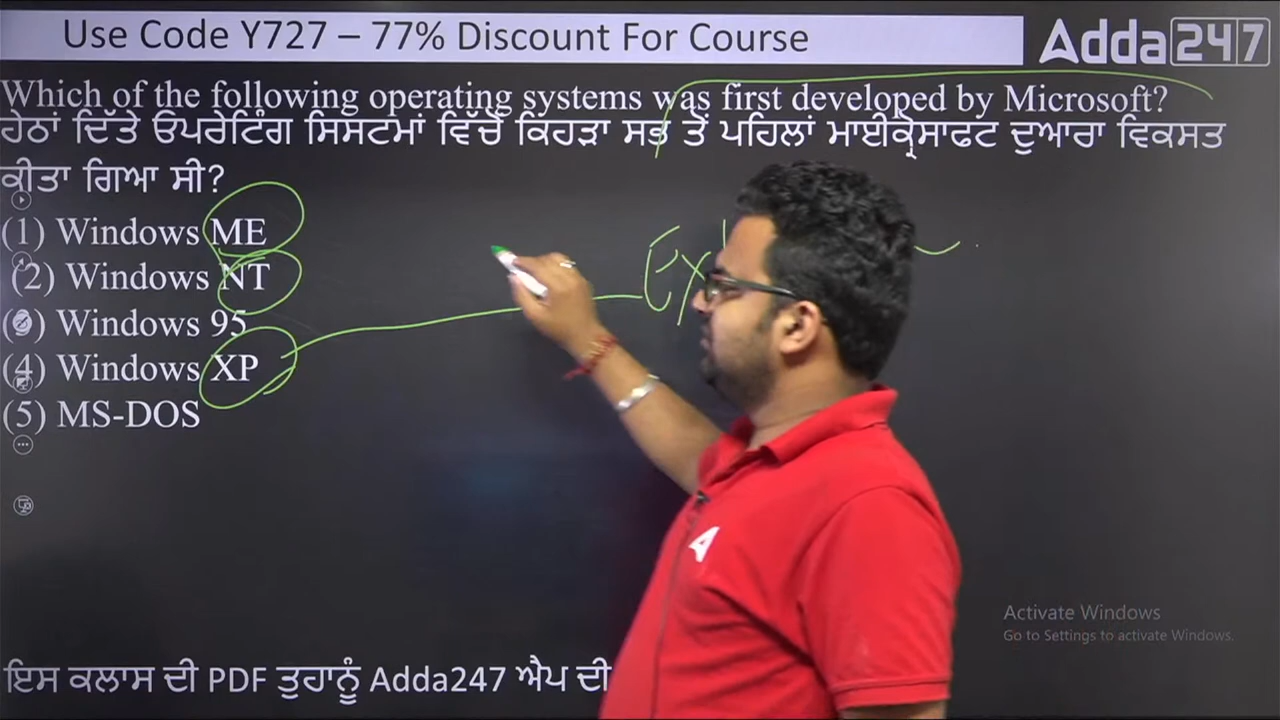 Use Code Y727 – 77% Discount For Course
Adda247
Which of the following operating systems was first developed by Microsoft?
ਹੇਠਾਂ ਦਿੱਤੇ ਓਪਰੇਟਿੰਗ ਸਿਸਟਮਾਂ ਵਿੱਚੋਂ ਕਿਹੜਾ ਸਭ ਤੋਂ ਪਹਿਲਾਂ ਮਾਈਕ੍ਰੋਸਾਫਟ ਦੁਆਰਾ ਵਿਕਸਤ
ਕੀਤਾ ਗਿਆ ਸੀ?
(1) Windows ME
(2) Windows NT
(3) Windows 95
(4) Windows XP
(5) MS-DOS
Activate Windows
Go to Settings to activate Windows.
ਇਸ ਕਲਾਸ ਦੀ PDF ਤੁਹਾਨੂੰ Adda247 ਐਪ ਦੀ